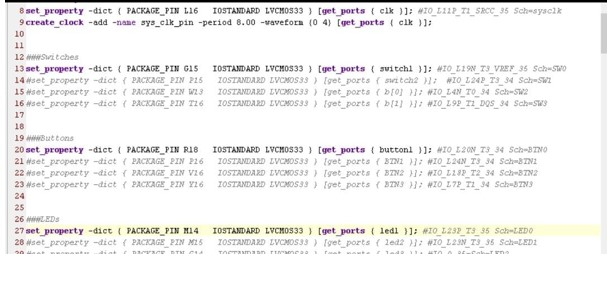 8 set_property -dict { PACKAGE_PIN L16 IOSTANDARD LVCMOS33 } [get_ports { clk }]; #IO_L11P_T1_SRCC_35 Sch=sysclk
9 create_clock -add -name sys_clk_pin -period 8.00 -waveform {0 4} [get_ports { clk }];
10
11
12 ###Switches
13 set_property -dict { PACKAGE_PIN G15 IOSTANDARD LVCMOS33 } [get_ports { switch1 }]; #IO_L19N_T3_VREF_35 Sch=SW0
14 #set_property -dict { PACKAGE_PIN P15 IOSTANDARD LVCMOS33 } [get_ports { switch2 }]; #IO_L24P_T3_34 Sch=SW1
15 #set_property -dict { PACKAGE_PIN W13 IOSTANDARD LVCMOS33 } [get_ports { b[0] }]; #IO_L4N_T0_34 Sch=SW2
16 #set_property -dict { PACKAGE_PIN T16 IOSTANDARD LVCMOS33 } [get_ports { b[1] }]; #IO_L9P_T1_DQS_34 Sch=SW3
17
18
19 ###Buttons
20 set_property -dict { PACKAGE_PIN R18 IOSTANDARD LVCMOS33 } [get_ports { button1 }]; #IO_L20N_T3_34 Sch=BTN0
21 #set_property -dict { PACKAGE_PIN P16 IOSTANDARD LVCMOS33 } [get_ports { BTN1 }]; #IO_L24N_T3_34 Sch=BTN1
22 #set_property -dict { PACKAGE_PIN V16 IOSTANDARD LVCMOS33 } [get_ports { BTN2 }]; #IO_L18P_T2_34 Sch=BTN2
23 #set_property -dict { PACKAGE_PIN Y16 IOSTANDARD LVCMOS33 } [get_ports { BTN3 }]; #IO_L7P_T1_34 Sch=BTN3
24
25
26 ###LEDs
27 set_property -dict { PACKAGE_PIN M14 IOSTANDARD LVCMOS33 } [get_ports { led1 }]; #IO_L23P_T3_35 Sch=LED0
28 #set_property -dict { PACKAGE_PIN M15 IOSTANDARD LVCMOS33 } [get_ports { led2 }]; #IO_L23N_T3_35 Sch=LED1